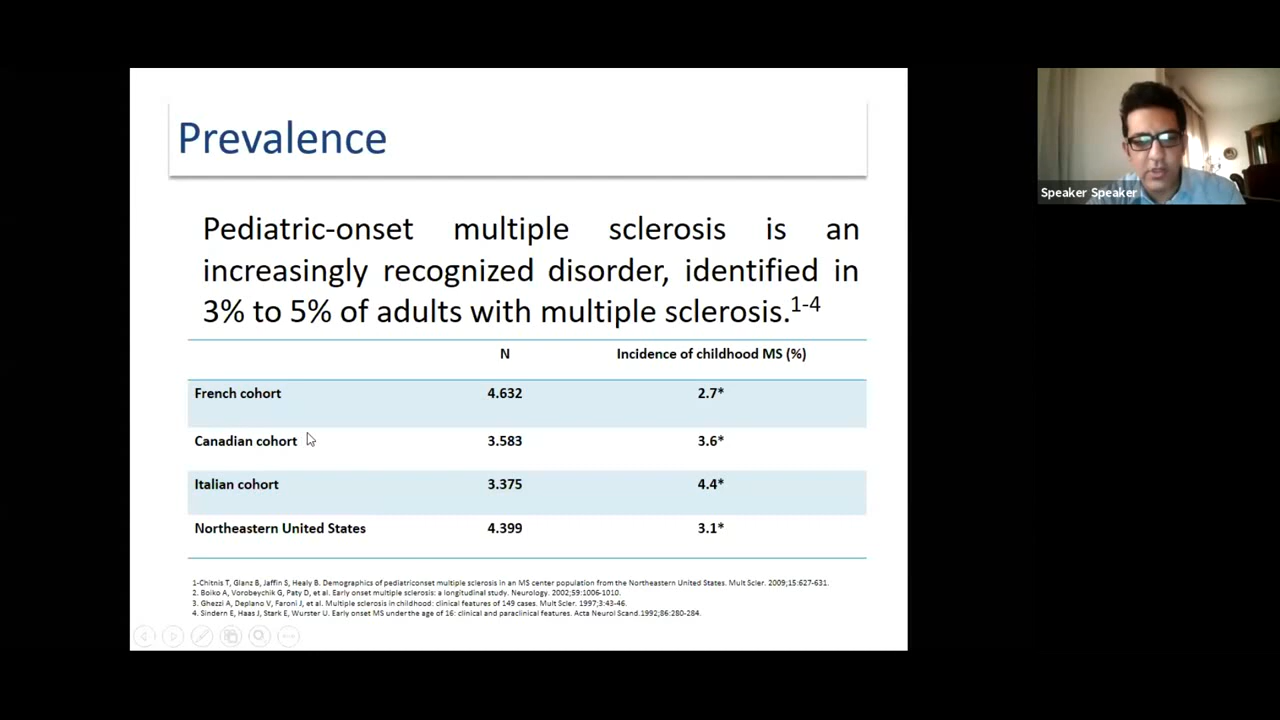 Prevalence
Speaker Speaker
Pediatric-onset multiple sclerosis is an
increasingly recognized disorder, identified in
3% to 5% of adults with multiple sclerosis.1-4
N Incidence of childhood MS (%)
French cohort 4.632 2.7*
Canadian cohort 3.583 3.6*
Italian cohort 3.375 4.4*
Northeastern United States 4.399 3.1*
1-Chitnis T, Glanz B, Jaffin S, Healy B. Demographics of pediatriconset multiple sclerosis in an MS center population from the Northeastern United States. Mult Scler. 2009;15:627-631.
2. Boiko A, Vorobeychik G, Paty D, et al. Early onset multiple sclerosis: a longitudinal study. Neurology. 2002;59:1006-1010.
3. Ghezzi A, Deplano V, Faroni J, et al. Multiple sclerosis in childhood: clinical features of 149 cases. Mult Scler. 1997;3:43-46.
4. Sindern E, Haas J, Stark E, Wurster U. Early onset MS under the age of 16: clinical and paraclinical features. Acta Neurol Scand.1992;86:280-284.